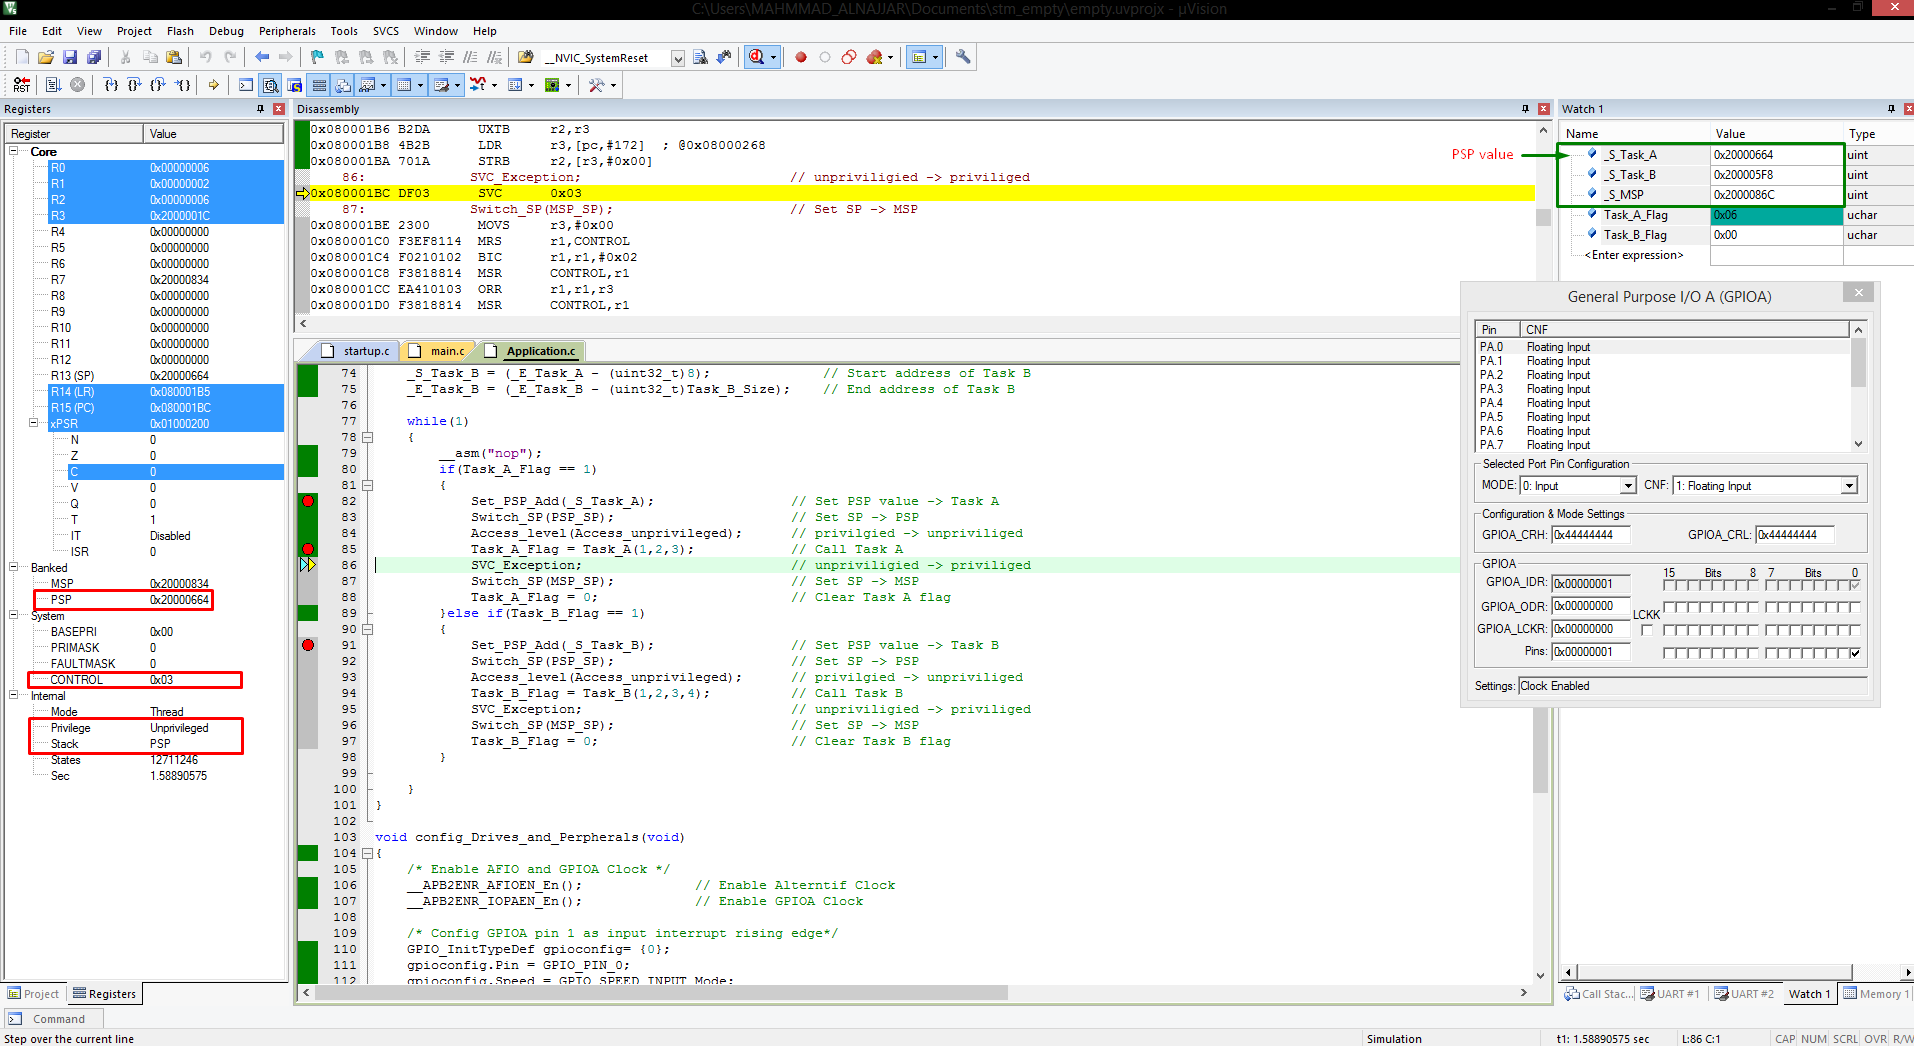 C:\Users\MAHMMAD_ALNAJJAR\Documents\stm_empty\empty.uvprojx - µVision
File Edit View Project Flash Debug Peripherals Tools SVCS Window Help
__NVIC_SystemReset
RST
Registers
Register Value
Core
R0 0x00000006
R1 0x00000002
R2 0x00000006
R3 0x2000001C
R4 0x00000000
R5 0x00000000
R6 0x00000000
R7 0x20000834
R8 0x00000000
R9 0x00000000
R10 0x00000000
R11 0x00000000
R12 0x00000000
R13 (SP) 0x20000664
R14 (LR) 0x080001B5
R15 (PC) 0x080001BC
xPSR 0x01000200
N 0
Z 0
C 0
V 0
Q 0
T 1
IT Disabled
ISR 0
Banked
MSP 0x20000834
PSP 0x20000664
System
BASEPRI 0x00
PRIMASK 0
FAULTMASK 0
CONTROL 0x03
Internal
Mode Thread
Privilege Unprivileged
Stack PSP
States 12711246
Sec 1.58890575
Project Registers
Disassembly
0x080001B6 B2DA UXTB r2,r3
0x080001B8 4B2B LDR r3,[pc,#172] ; @0x08000268
0x080001BA 701A STRB r2,[r3,#0x00]
86: SVC_Exception; // unpriviligied -> priviliged
0x080001BC DF03 SVC 0x03
87: Switch_SP(MSP_SP); // Set SP -> MSP
0x080001BE 2300 MOVS r3,#0x00
0x080001C0 F3EF8114 MRS r1,CONTROL
0x080001C4 F0210102 BIC r1,r1,#0x02
0x080001C8 F3818814 MSR CONTROL,r1
0x080001CC EA410103 ORR r1,r1,r3
0x080001D0 F3818814 MSR CONTROL,r1
startup.c main.c Application.c
74 _S_Task_B = (_E_Task_A - (uint32_t)8); // Start address of Task B
75 _E_Task_B = (_E_Task_B - (uint32_t)Task_B_Size); // End address of Task B
76
77 while(1)
78 {
79 __asm("nop");
80 if(Task_A_Flag == 1)
81 {
82 Set_PSP_Add(_S_Task_A); // Set PSP value -> Task A
83 Switch_SP(PSP_SP); // Set SP -> PSP
84 Access_level(Access_unprivileged); // privilgied -> unpriviliged
85 Task_A_Flag = Task_A(1,2,3); // Call Task A
86 SVC_Exception; // unpriviligied -> priviliged
87 Switch_SP(MSP_SP); // Set SP -> MSP
88 Task_A_Flag = 0; // Clear Task A flag
89 }else if(Task_B_Flag == 1)
90 {
91 Set_PSP_Add(_S_Task_B); // Set PSP value -> Task B
92 Switch_SP(PSP_SP); // Set SP -> PSP
93 Access_level(Access_unprivileged); // privilgied -> unpriviliged
94 Task_B_Flag = Task_B(1,2,3,4); // Call Task B
95 SVC_Exception; // unpriviligied -> priviliged
96 Switch_SP(MSP_SP); // Set SP -> MSP
97 Task_B_Flag = 0; // Clear Task B flag
98 }
99
100 }
101 }
102
103 void config_Drives_and_Perpherals(void)
104 {
105 /* Enable AFIO and GPIOA Clock */
106 __APB2ENR_AFIOEN_En(); // Enable Alterntif Clock
107 __APB2ENR_IOPAEN_En(); // Enable GPIOA Clock
108
109 /* Config GPIOA pin 1 as input interrupt rising edge*/
110 GPIO_InitTypeDef gpioconfig= {0};
111 gpioconfig.Pin = GPIO_PIN_0;
112 gpioconfig.Speed = GPIO_SPEED_INPUT_Mode;
Watch 1
Name Value Type
PSP value
_S_Task_A 0x20000664 uint
_S_Task_B 0x200005F8 uint
_S_MSP 0x2000086C uint
Task_A_Flag 0x06 uchar
Task_B_Flag 0x00 uchar
<Enter expression>
General Purpose I/O A (GPIOA)
Pin CNF
PA.0 Floating Input
PA.1 Floating Input
PA.2 Floating Input
PA.3 Floating Input
PA.4 Floating Input
PA.5 Floating Input
PA.6 Floating Input
PA.7 Floating Input
Selected Port Pin Configuration
MODE: 0: Input CNF: 1: Floating Input
Configuration & Mode Settings
GPIOA_CRH: 0x44444444 GPIOA_CRL: 0x44444444
GPIOA
15 Bits 8 7 Bits 0
GPIOA_IDR: 0x00000001
GPIOA_ODR: 0x00000000
LCKK
GPIOA_LCKR: 0x00000000
Pins: 0x00000001
Settings: Clock Enabled
Call Stac... UART #1 UART #2 Watch 1 Memory 1
Command
Step over the current line Simulation t1: 1.58890575 sec L:86 C:1 CAP NUM SCRL OVR R/W